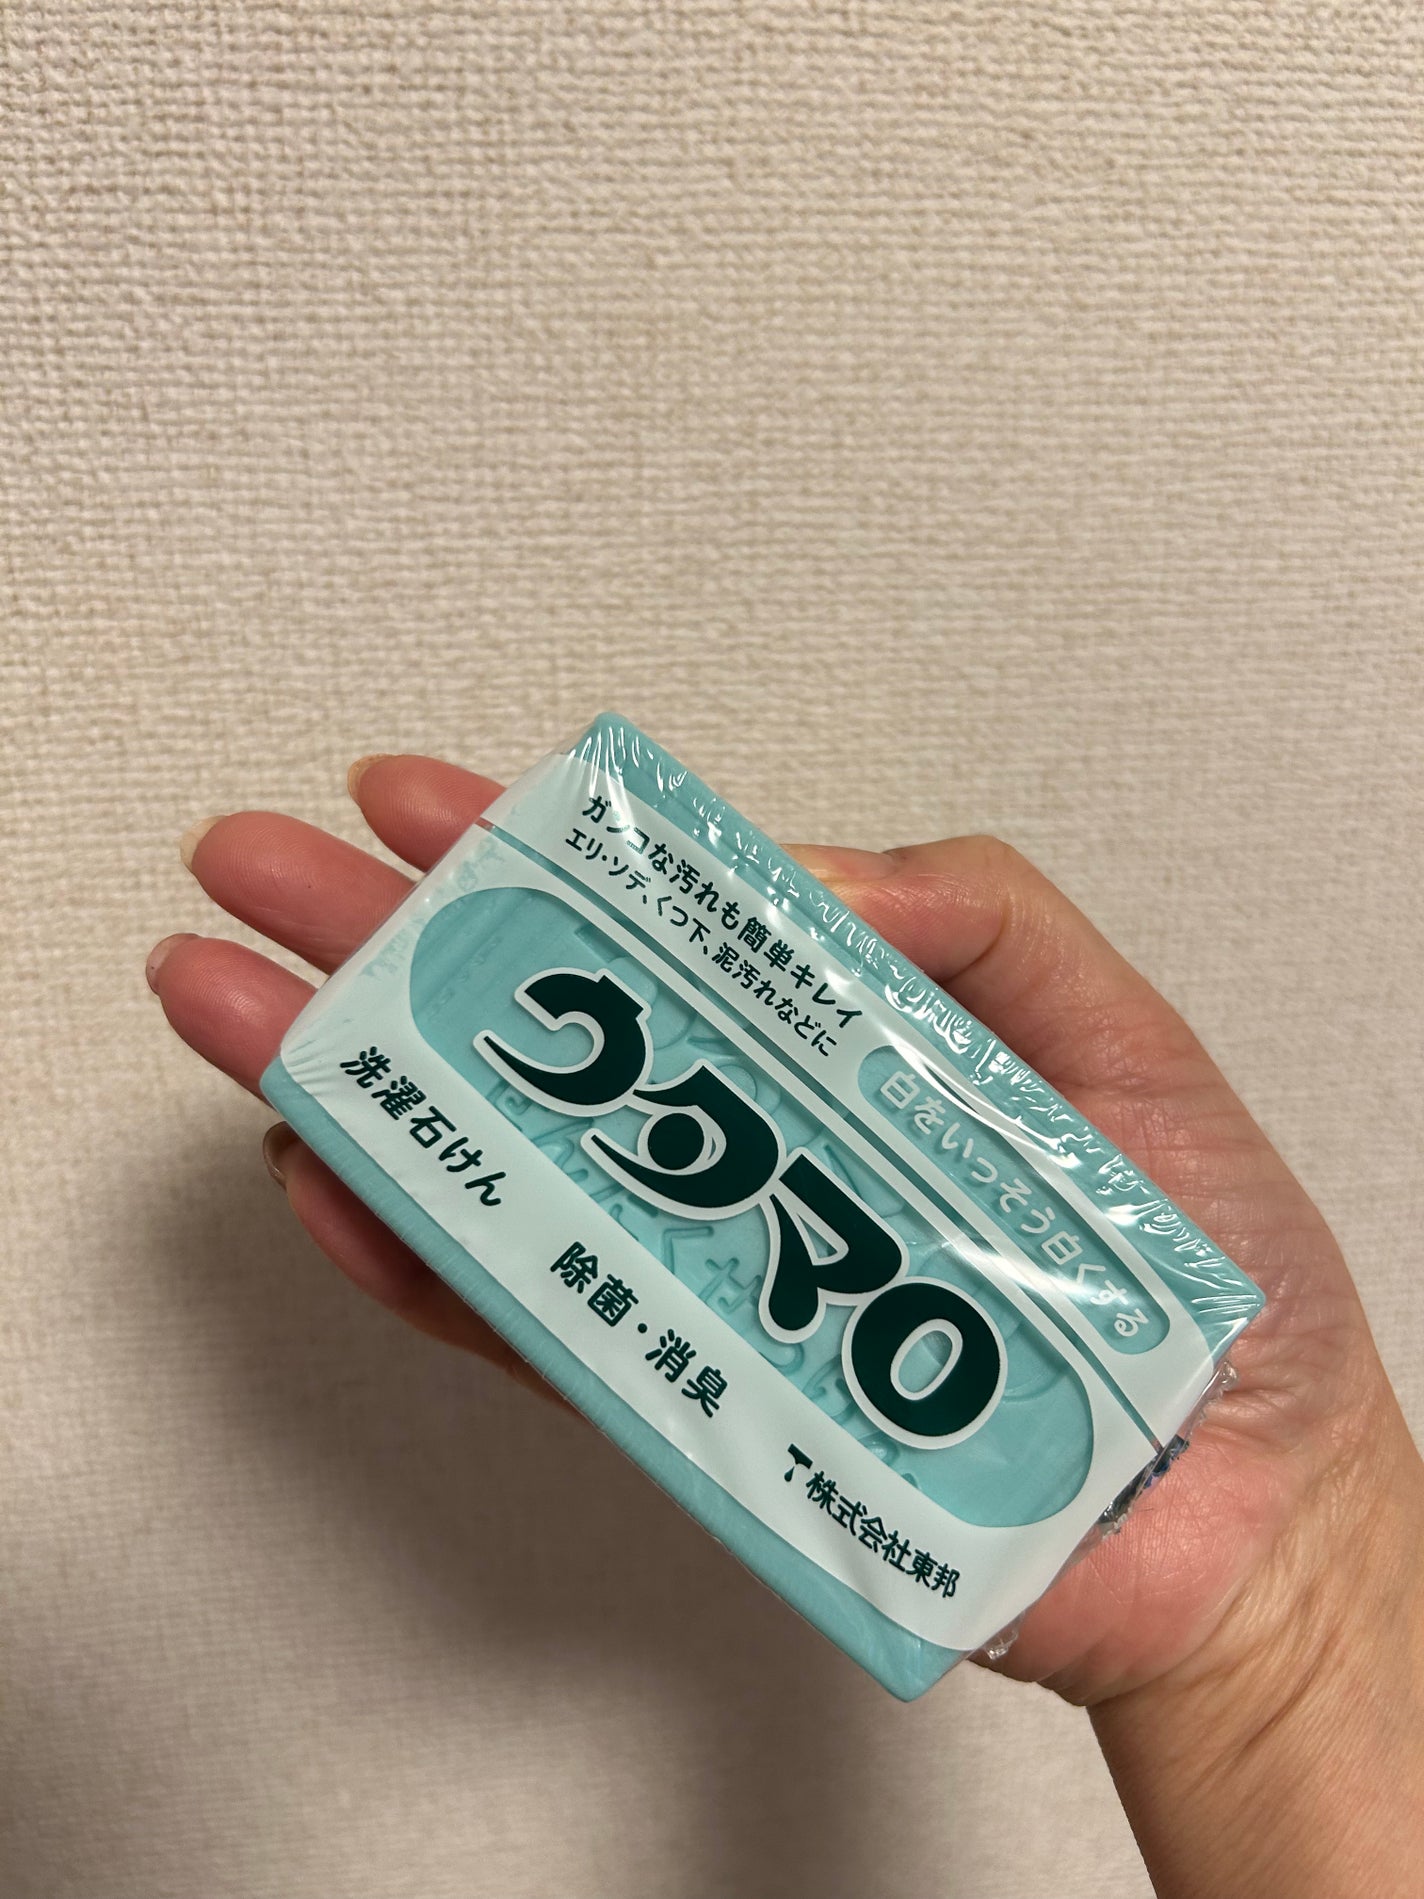 ガンコな汚れも簡単キレイ
エリ・ソデ、くつ下、泥汚れなどに
白をいっそう白くする
ウタマロ
洗濯石けん
除菌・消臭
株式会社東邦